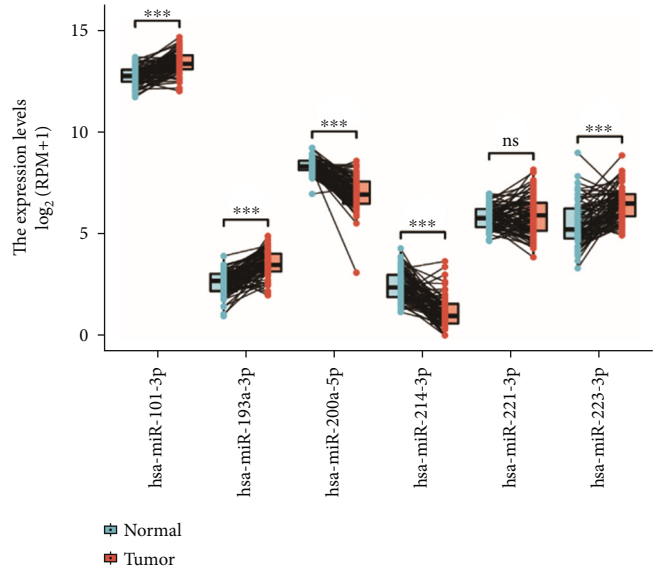 The expression levels
log₂ (RPM+1)
15
10
5
0
***
***
***
***
ns
***
hsa-miR-101-3p
hsa-miR-193a-3p
hsa-miR-200a-5p
hsa-miR-214-3p
hsa-miR-221-3p
hsa-miR-223-3p
Normal
Tumor